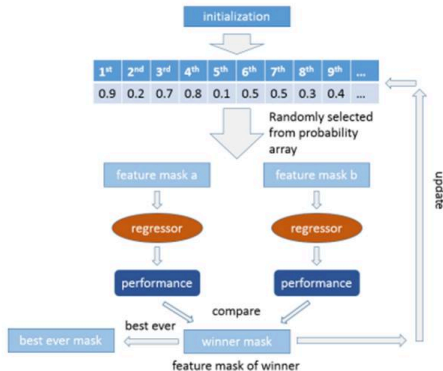 initialization
1st 2nd 3rd 4th 5th 6th 7th 8th 9th ...
0.9 0.2 0.7 0.8 0.1 0.5 0.5 0.3 0.4 ...
Randomly selected
from probability
array
feature mask a
feature mask b
regressor
regressor
update
performance
performance
compare
best ever
best ever mask
winner mask
feature mask of winner